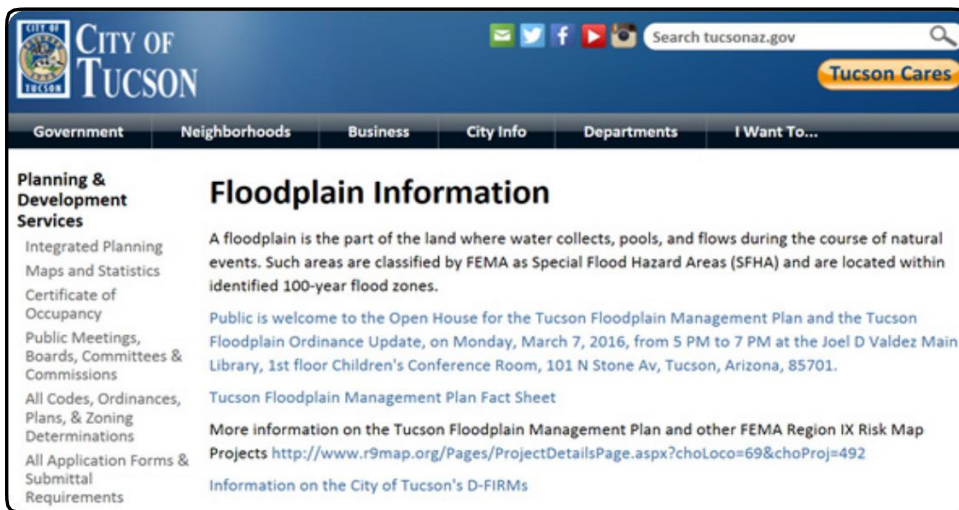 CITY OF
TUCSON
CITY OF
TUCSON
Search tucsonaz.gov
Tucson Cares
Government Neighborhoods Business City Info Departments I Want To...
Planning &
Development
Services
Integrated Planning
Maps and Statistics
Certificate of
Occupancy
Public Meetings,
Boards, Committees &
Commissions
All Codes, Ordinances,
Plans, & Zoning
Determinations
All Application Forms &
Submittal
Requirements
Floodplain Information
A floodplain is the part of the land where water collects, pools, and flows during the course of natural
events. Such areas are classified by FEMA as Special Flood Hazard Areas (SFHA) and are located within
identified 100-year flood zones.
Public is welcome to the Open House for the Tucson Floodplain Management Plan and the Tucson
Floodplain Ordinance Update, on Monday, March 7, 2016, from 5 PM to 7 PM at the Joel D Valdez Main
Library, 1st floor Children's Conference Room, 101 N Stone Av, Tucson, Arizona, 85701.
Tucson Floodplain Management Plan Fact Sheet
More information on the Tucson Floodplain Management Plan and other FEMA Region IX Risk Map
Projects http://www.r9map.org/Pages/ProjectDetailsPage.aspx?choLoco=69&choProj=492
Information on the City of Tucson's D-FIRMs